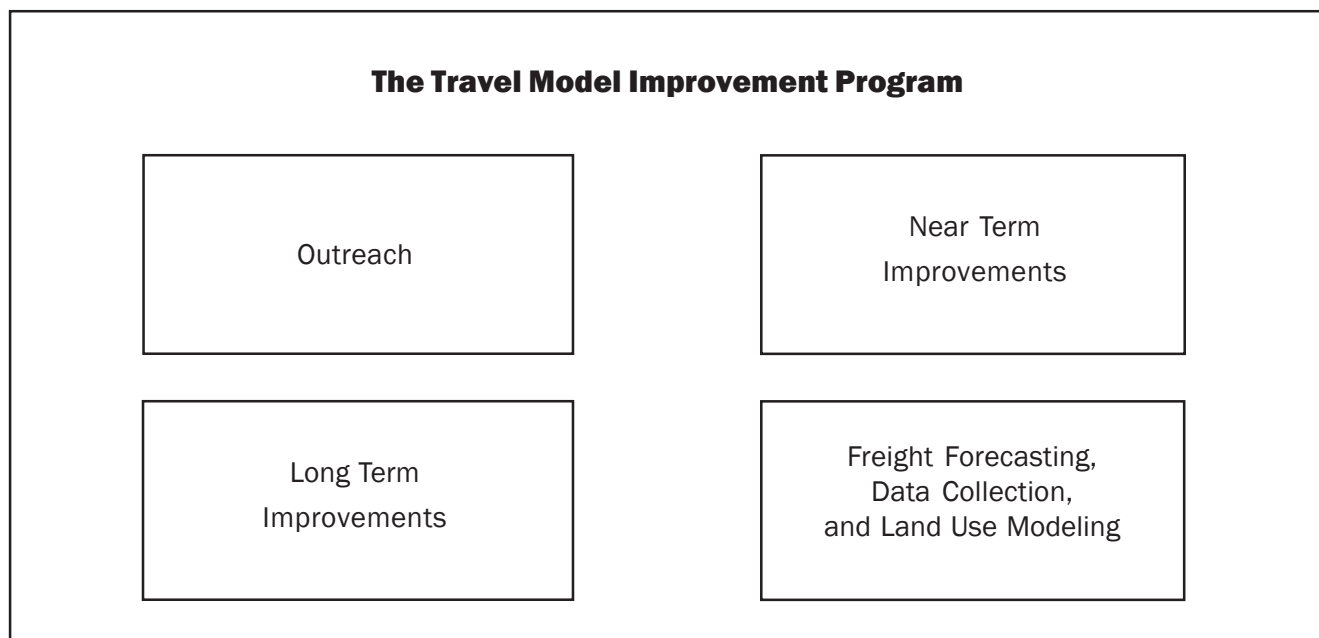 The Travel Model Improvement Program
Outreach
Near Term
Improvements
Long Term
Improvements
Freight Forecasting,
Data Collection,
and Land Use Modeling